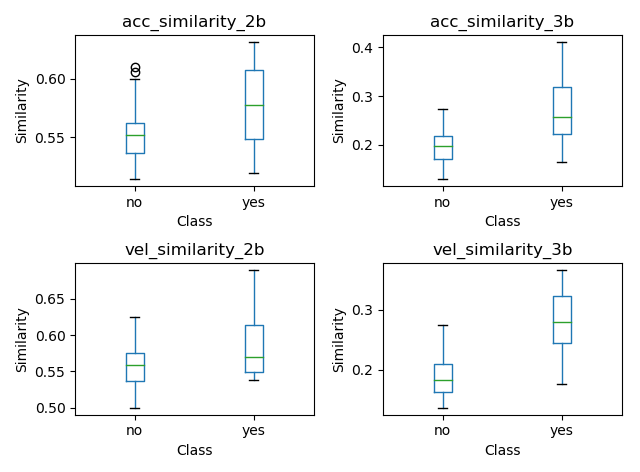 acc_similarity_2b
Similarity
0.60
0.55
no
yes
Class
acc_similarity_3b
Similarity
0.4
0.3
0.2
no
yes
Class
vel_similarity_2b
Similarity
0.65
0.60
0.55
0.50
no
yes
Class
vel_similarity_3b
Similarity
0.3
0.2
no
yes
Class